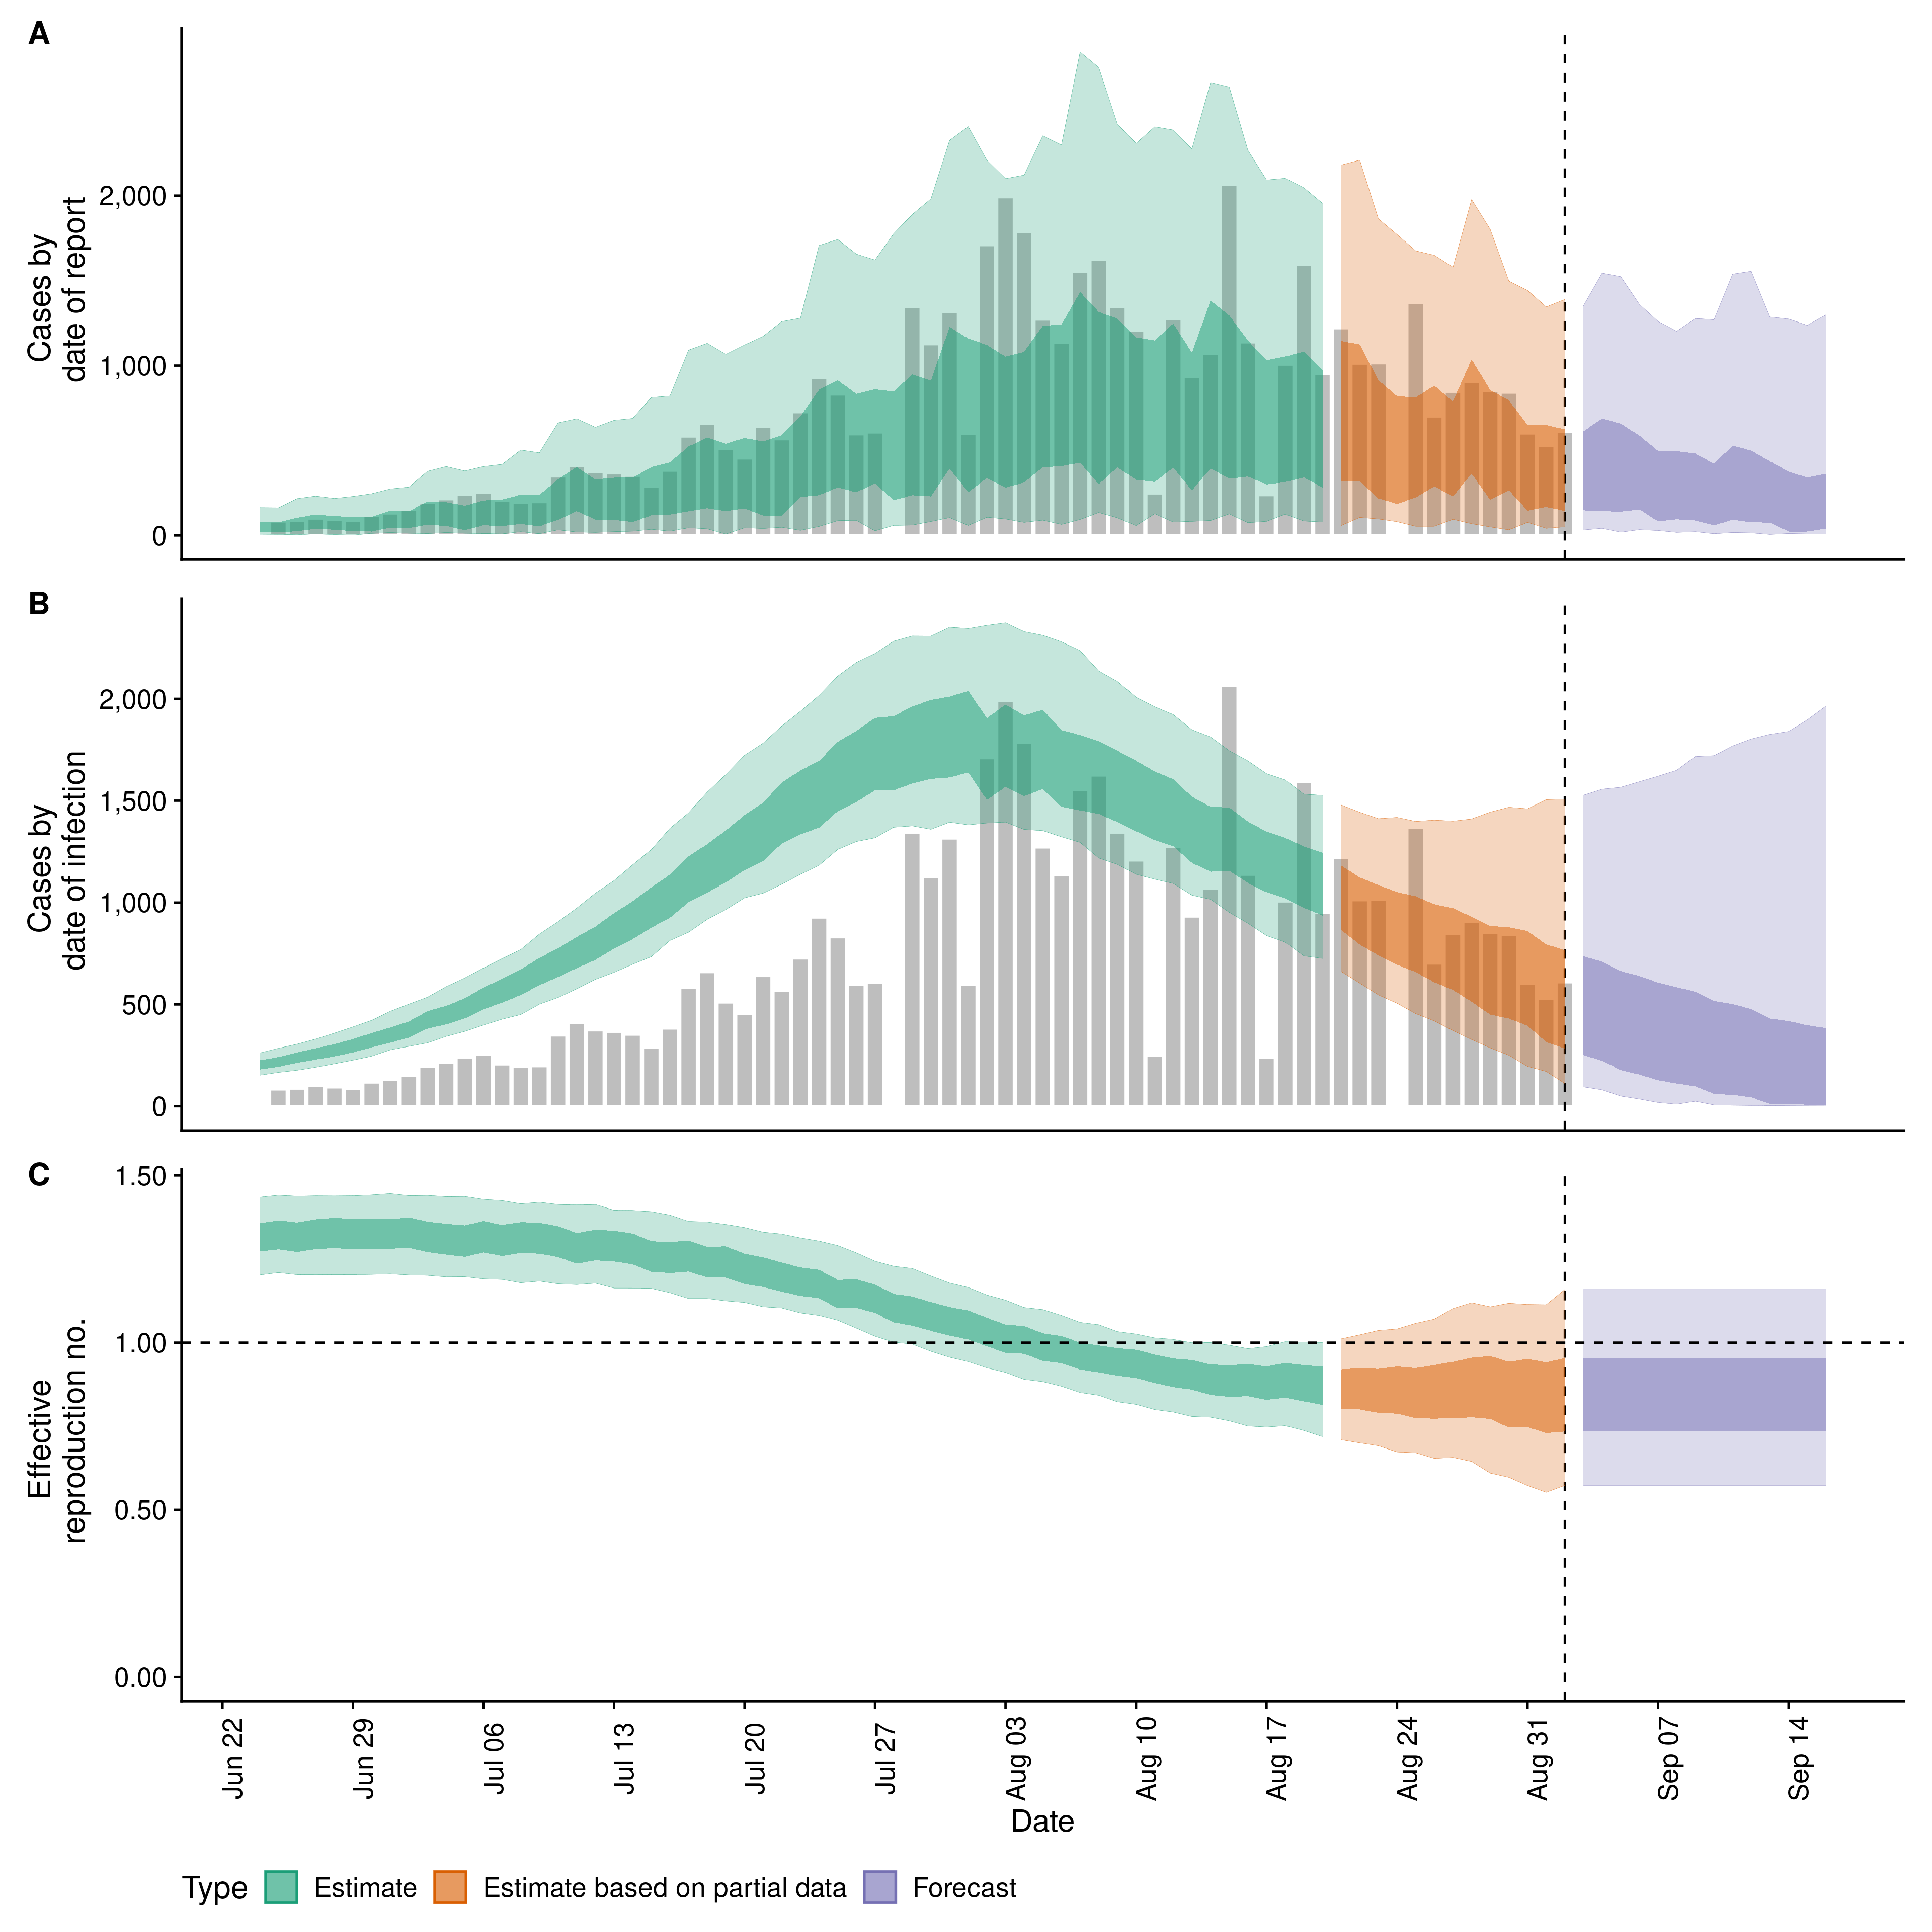 A
Cases by
date of report
2,000
1,000
0
B
Cases by
date of infection
2,000
1,500
1,000
500
0
C
Effective
reproduction no.
1.50
1.00
0.50
0.00
Jun 22
Jun 29
Jul 06
Jul 13
Jul 20
Jul 27
Aug 03
Aug 10
Aug 17
Aug 24
Aug 31
Sep 07
Sep 14
Date
Type Estimate Estimate based on partial data Forecast